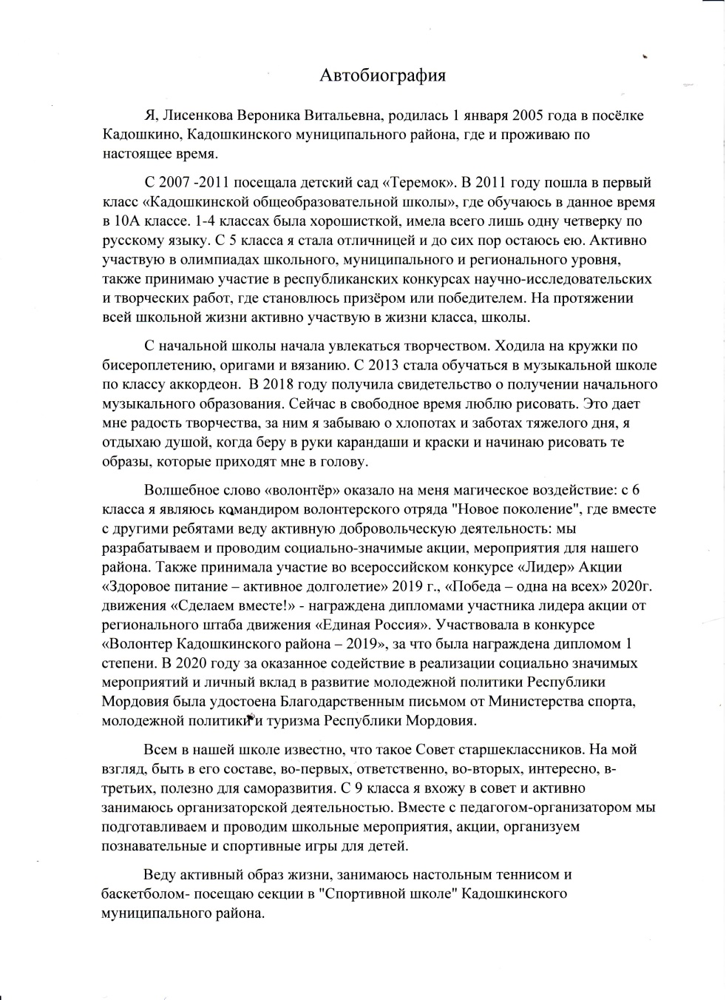 Автобиография
Я, Лисенкова Вероника Витальевна, родилась 1 января 2005 года в посёлке
Кадошкино, Кадошкинского муниципального района, где и проживаю по
настоящее время.
С 2007 -2011 посещала детский сад «Теремок». В 2011 году пошла в первый
класс «Кадошкинской общеобразовательной школы», где обучаюсь в данное время
в 10А классе. 1-4 классах была хорошисткой, имела всего лишь одну четверку по
русскому языку. С 5 класса я стала отличницей и до сих пор остаюсь ею. Активно
участвую в олимпиадах школьного, муниципального и регионального уровня,
также принимаю участие в республиканских конкурсах научно-исследовательских
и творческих работ, где становлюсь призёром или победителем. На протяжении
всей школьной жизни активно участвую в жизни класса, школы.
С начальной школы начала увлекаться творчеством. Ходила на кружки по
бисероплетению, оригами и вязанию. С 2013 стала обучаться в музыкальной школе
по классу аккордеон. В 2018 году получила свидетельство о получении начального
музыкального образования. Сейчас в свободное время люблю рисовать. Это дает
мне радость творчества, за ним я забываю о хлопотах и заботах тяжелого дня, я
отдыхаю душой, когда беру в руки карандаши и краски и начинаю рисовать те
образы, которые приходят мне в голову.
Волшебное слово «волонтёр» оказало на меня магическое воздействие: с 6
класса я являюсь командиром волонтерского отряда "Новое поколение", где вместе
с другими ребятами веду активную добровольческую деятельность: мы
разрабатываем и проводим социально-значимые акции, мероприятия для нашего
района. Также принимала участие во всероссийском конкурсе «Лидер» Акции
«Здоровое питание – активное долголетие» 2019 г., «Победа – одна на всех» 2020г.
движения «Сделаем вместе!» - награждена дипломами участника лидера акции от
регионального штаба движения «Единая Россия». Участвовала в конкурсе
«Волонтер Кадошкинского района – 2019», за что была награждена дипломом 1
степени. В 2020 году за оказанное содействие в реализации социально значимых
мероприятий и личный вклад в развитие молодежной политики Республики
Мордовия была удостоена Благодарственным письмом от Министерства спорта,
молодежной политики и туризма Республики Мордовия.
Всем в нашей школе известно, что такое Совет старшеклассников. На мой
взгляд, быть в его составе, во-первых, ответственно, во-вторых, интересно, в-
третьих, полезно для саморазвития. С 9 класса я вхожу в совет и активно
занимаюсь организаторской деятельностью. Вместе с педагогом-организатором мы
подготавливаем и проводим школьные мероприятия, акции, организуем
познавательные и спортивные игры для детей.
Веду активный образ жизни, занимаюсь настольным теннисом и
баскетболом- посещаю секции в "Спортивной школе" Кадошкинского
муниципального района.